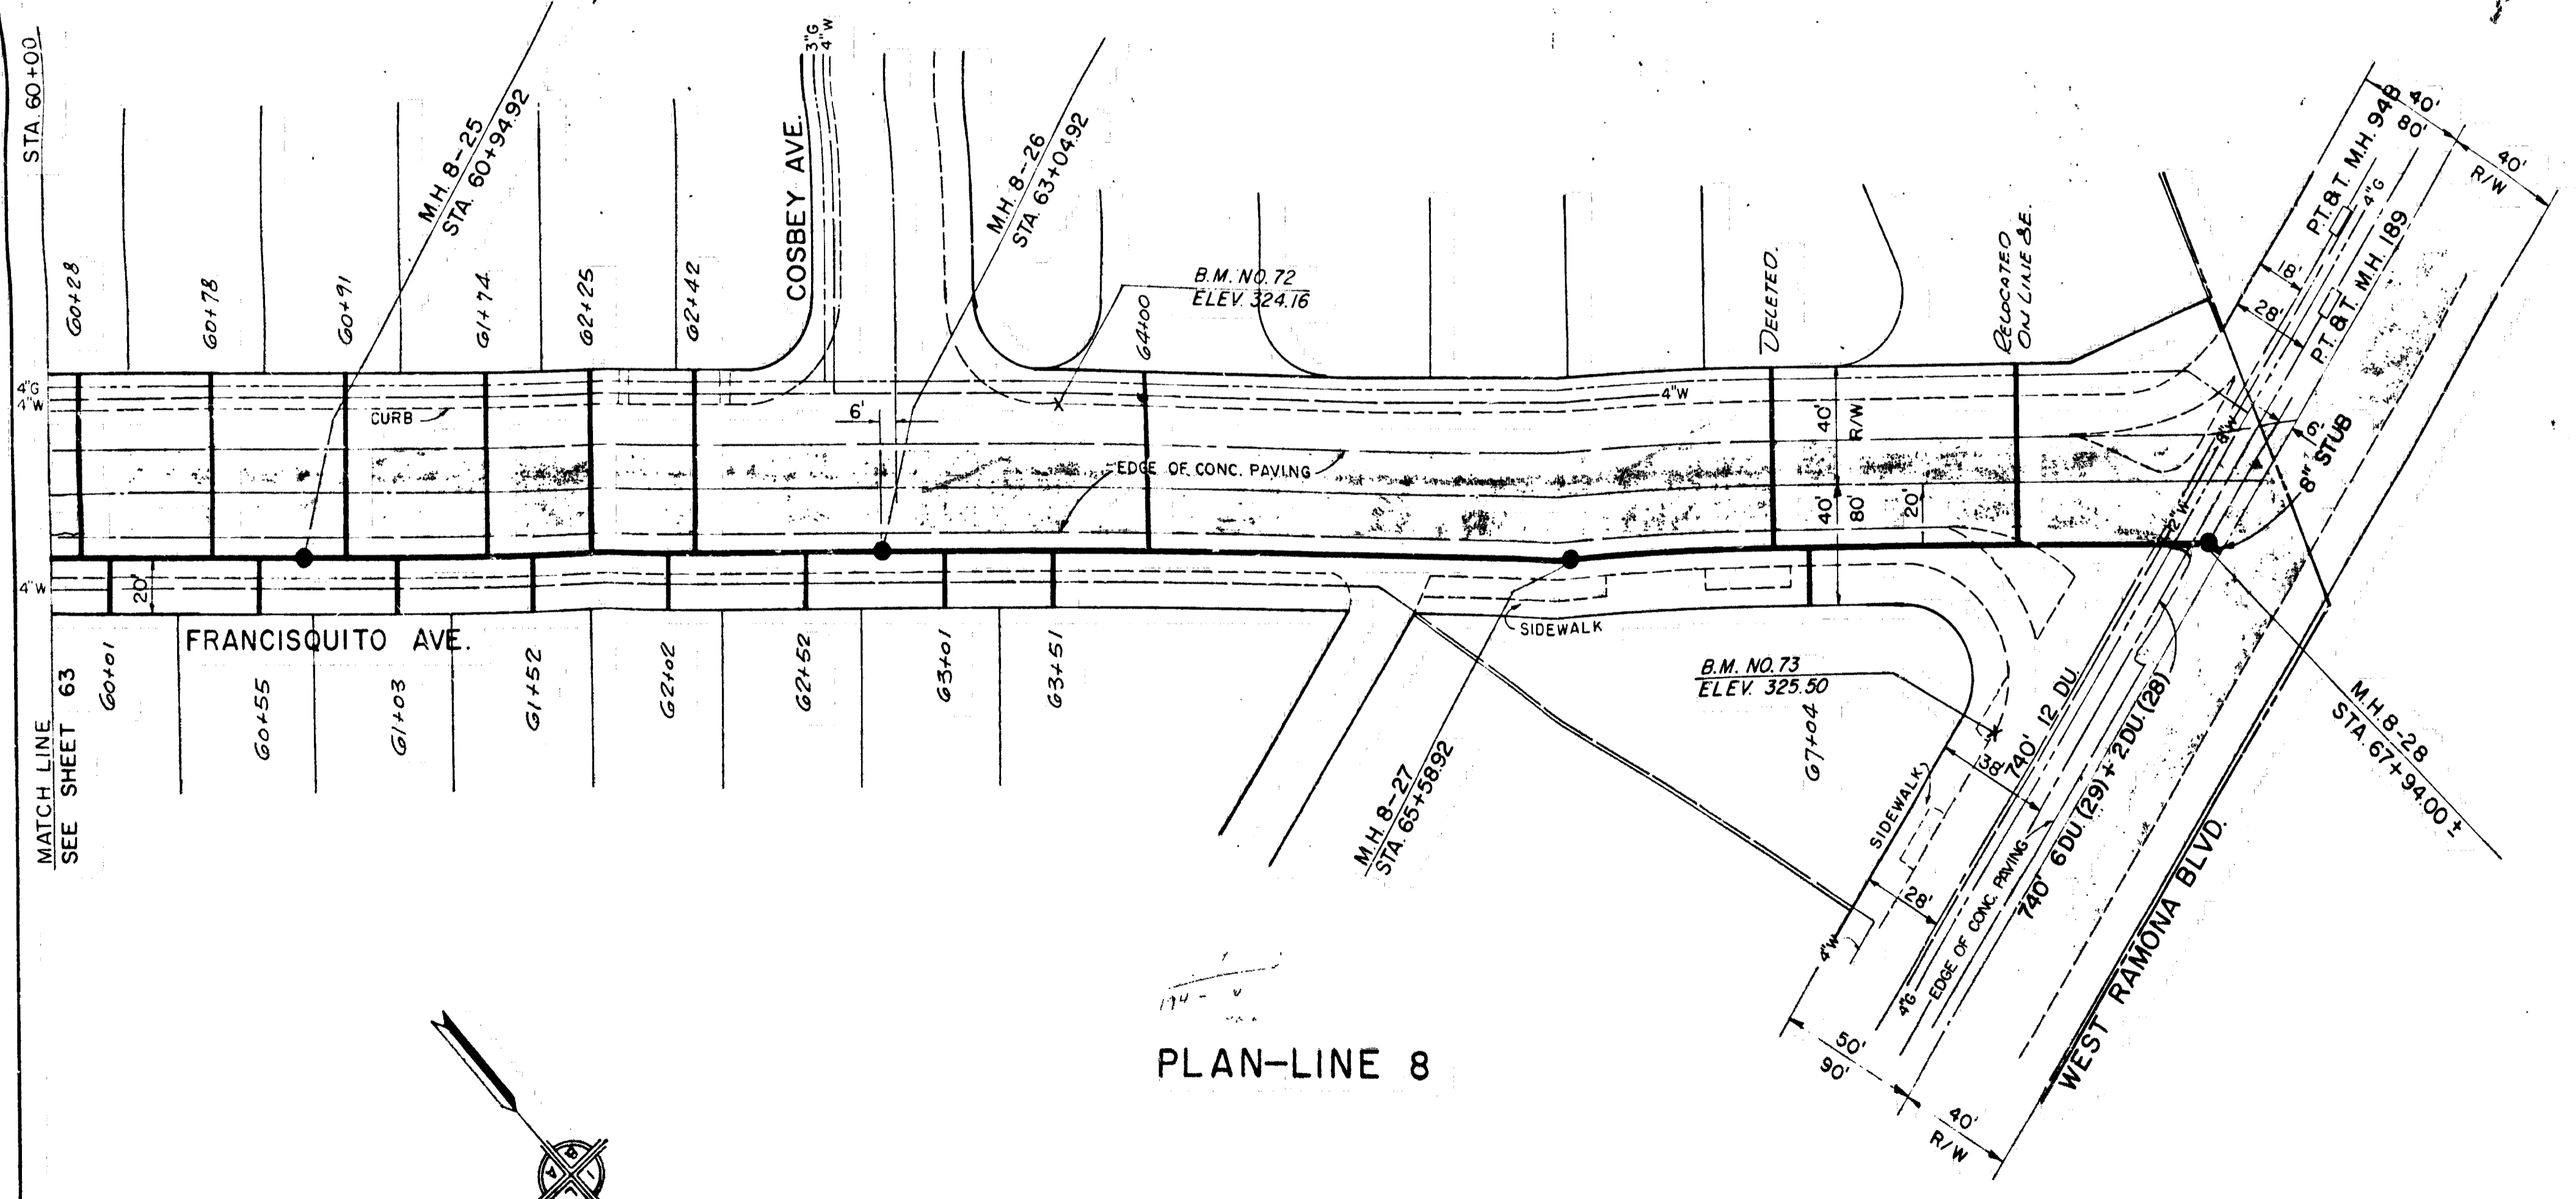 STA. 60+00
M.H. 8-25
STA. 60+94.92
3"G
4"W
COSBEY AVE.
M.H. 8-26
STA. 63+04.92
B.M. NO. 72
ELEV. 324.16
60+28
60+78
60+91
61+74
62+25
62+42
64+00
DELETED.
RELOCATED
ON LINE 8E.
P.T. & T. M.H. 94B
4"G
P.T. & T. M.H. 189
40'
80'
40'
R/W
18'
28'
4"G
4"W
CURB
6'
EDGE OF CONC. PAVING
4"W
40'
R/W
40'
80'
20'
8"W
12"W
6'
8" STUB
4"W
20'
FRANCISQUITO AVE.
SIDEWALK
MATCH LINE
SEE SHEET 63
60+01
60+55
61+03
61+52
62+02
62+52
63+01
63+51
M.H. 8-27
STA. 65+58.92
B.M. NO. 73
ELEV. 325.50
67+04
SIDEWALK
38'
740' 12 DU
740' 6 DU. (29) + 2 DU. (28)
EDGE OF CONC. PAVING
28'
4"W
4"G
M.H. 8-28
STA. 67+94.00 ±
WEST RAMONA BLVD.
50'
90'
40'
R/W
PLAN-LINE 8